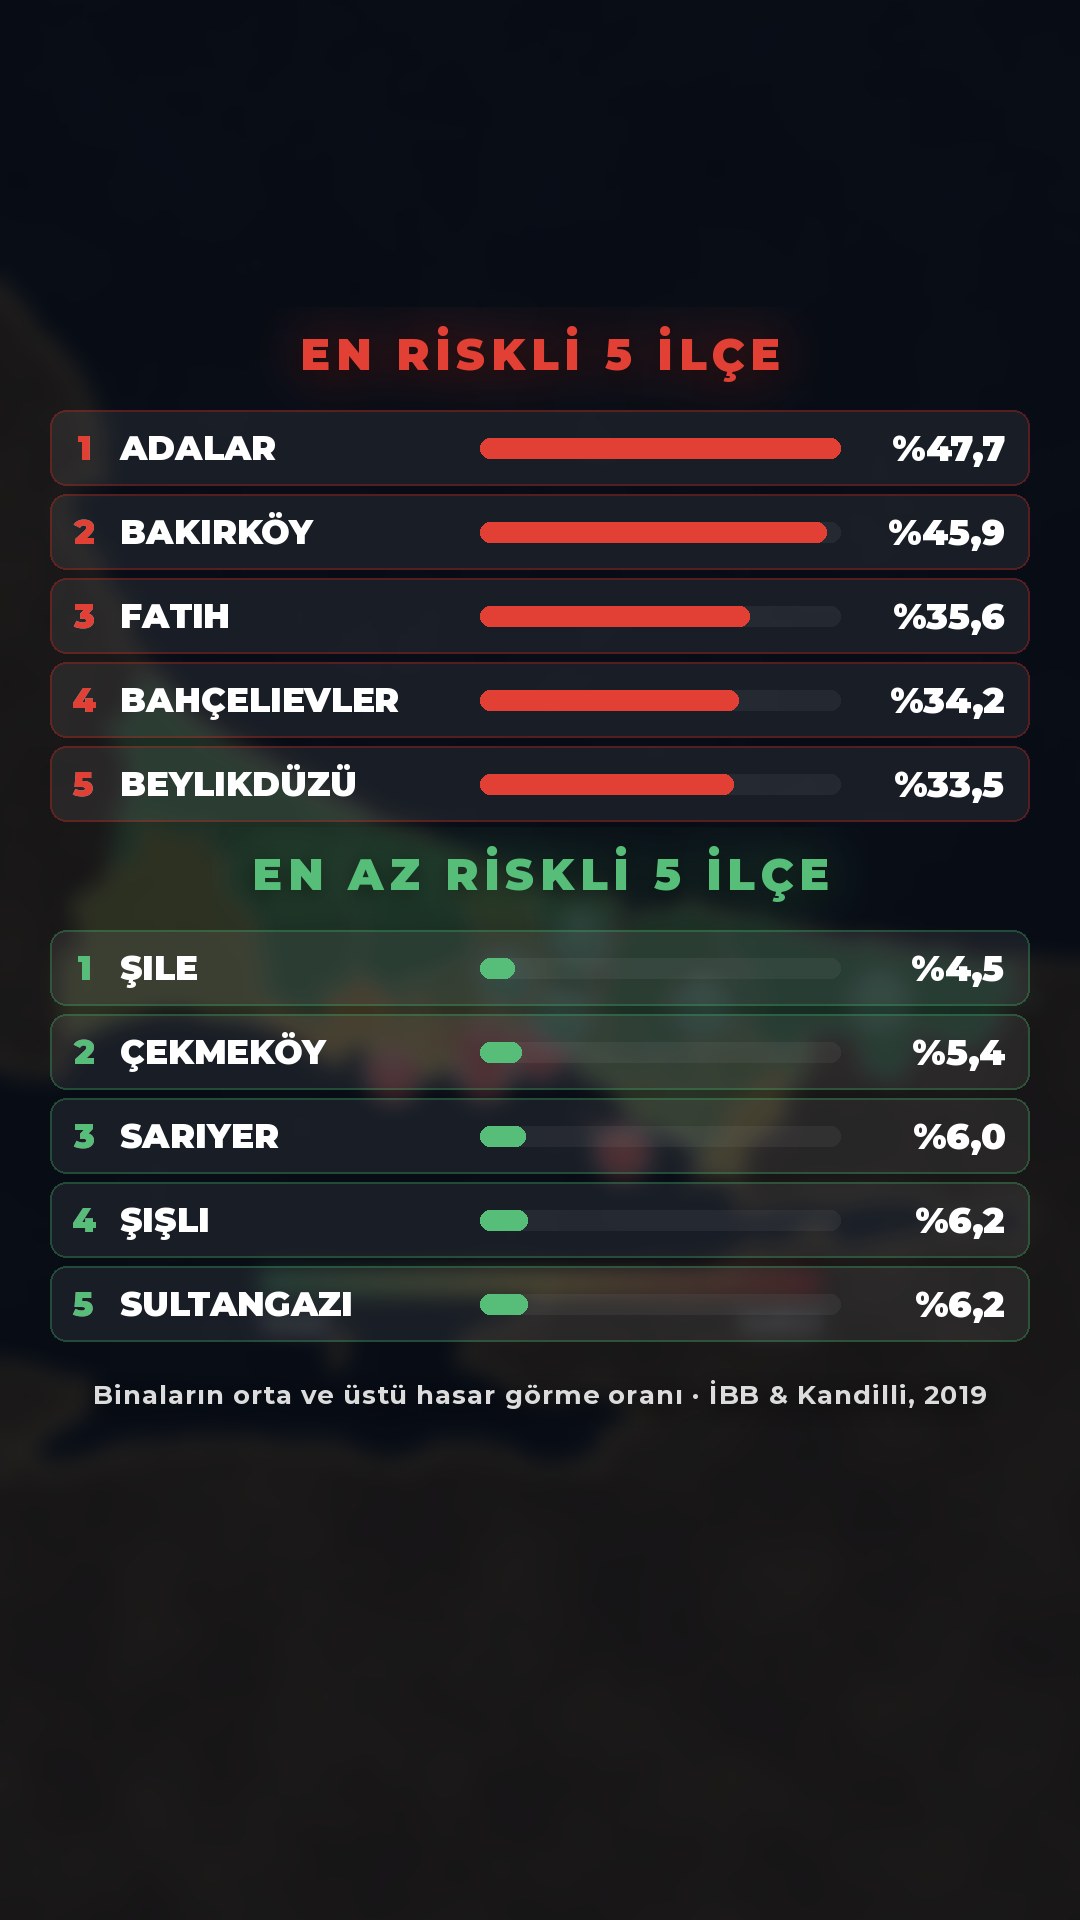 EN RİSKLİ 5 İLÇE
1 ADALAR %47,7
2 BAKIRKÖY %45,9
3 FATIH %35,6
4 BAHÇELIEVLER %34,2
5 BEYLIKDÜZÜ %33,5
EN AZ RİSKLİ 5 İLÇE
1 ŞILE %4,5
2 ÇEKMEKÖY %5,4
3 SARIYER %6,0
4 ŞIŞLI %6,2
5 SULTANGAZI %6,2
Binaların orta ve üstü hasar görme oranı · İBB & Kandilli, 2019